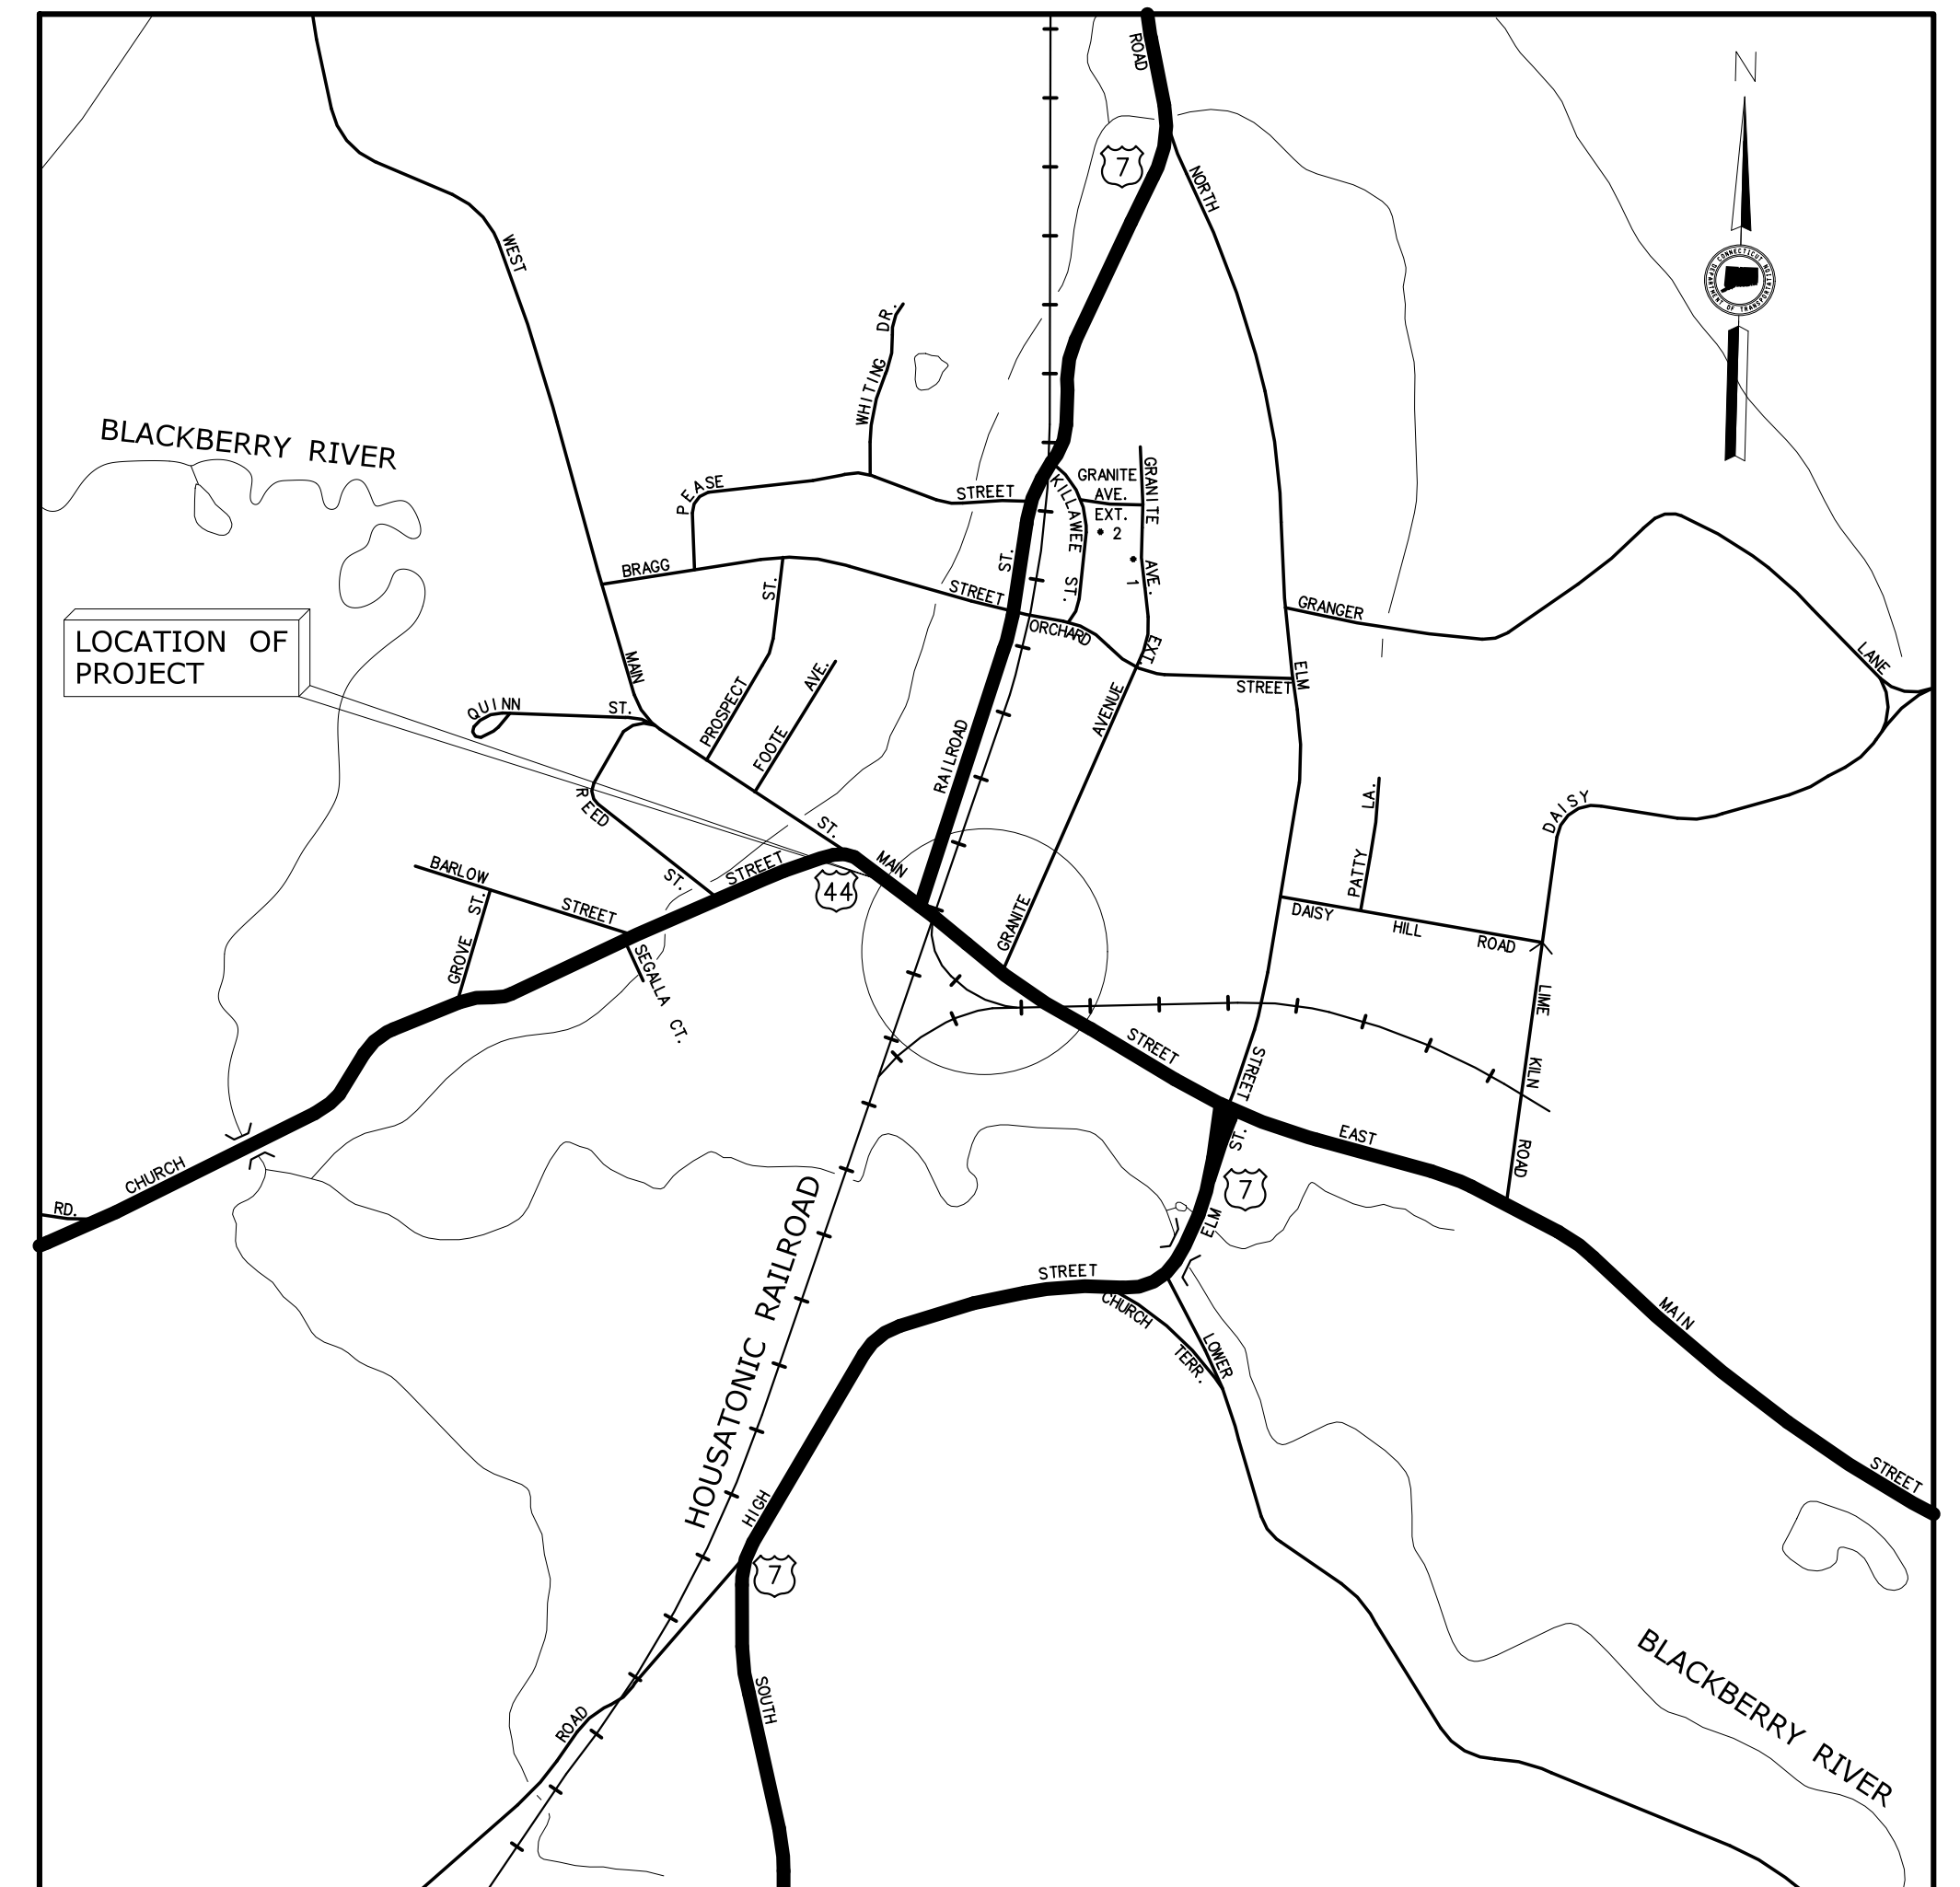 ROAD
N
7
NORTH
WEST
CONNECTICUT
DEPARTMENT OF TRANSPORTATION
WHITING DR.
BLACKBERRY RIVER
PEASE STREET
KILLAWEE ST.
GRANITE
AVE.
EXT.
* 2
GRANITE AVE. EXT.
* 1
BRAGG STREET
ST.
ORCHARD STREET
GRANGER LANE
LOCATION OF
PROJECT
MAIN ST.
QUINN ST.
PROSPECT ST.
FOOTE AVE.
RAILROAD ST.
GRANITE AVENUE
ELM STREET
PATTY LA.
DAISY
REED ST.
BARLOW STREET
GROVE ST.
STREET
44
MAIN STREET
DAISY HILL ROAD
SEGALLA CT.
LIME KILN ROAD
EAST MAIN STREET
CHURCH
RD.
ELM ST.
7
HOUSATONIC RAILROAD
STREET
CHURCH TERR.
LOWER
HIGH
7
SOUTH
ROAD
BLACKBERRY RIVER